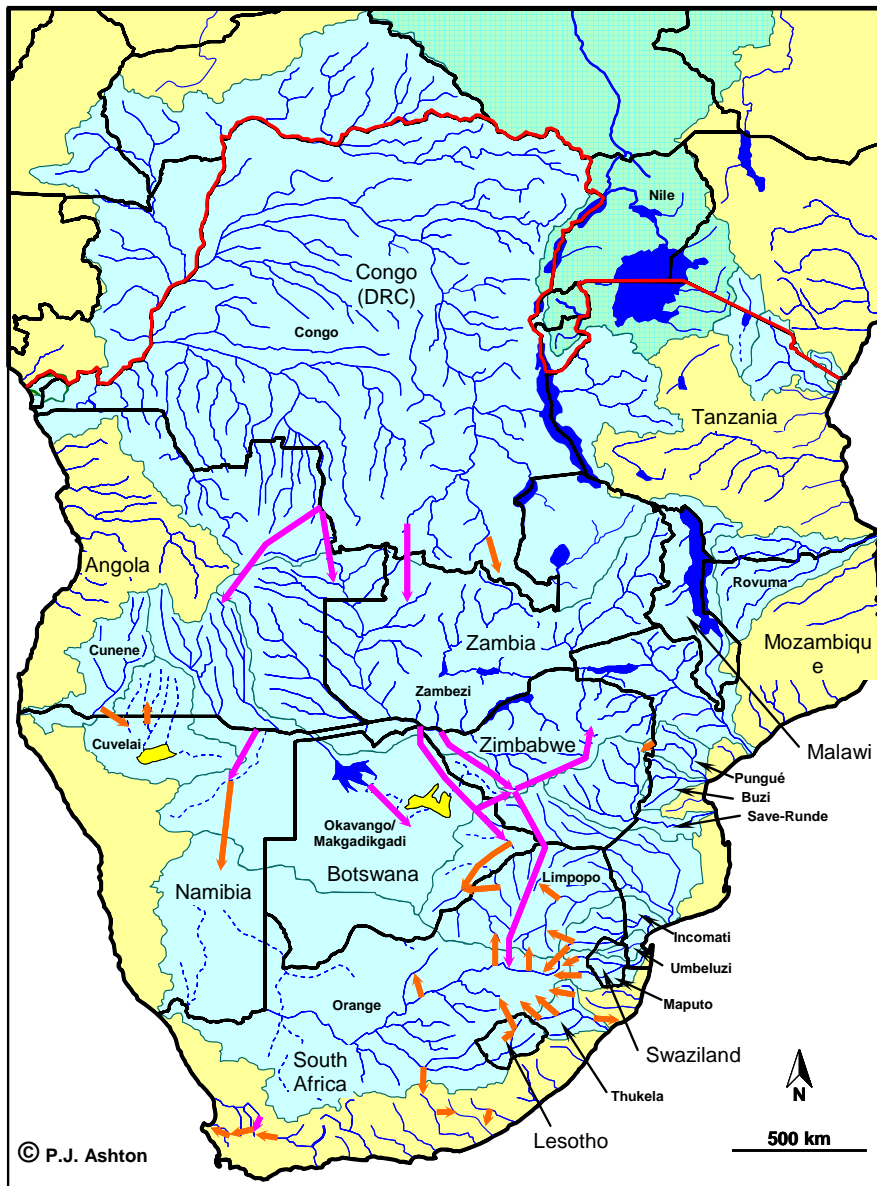 Nile
Congo
(DRC)
Congo
Tanzania
Angola
Rovuma
Mozambiqu
e
Zambia
Cunene
Zambezi
Cuvelai
Zimbabwe
Malawi
Pungué
Buzi
Save-Runde
Okavango/
Makgadikgadi
Botswana
Limpopo
Namibia
Incomati
Umbeluzi
Maputo
Orange
Swaziland
South
Africa
Thukela
Lesotho
N
500 km
© P.J. Ashton